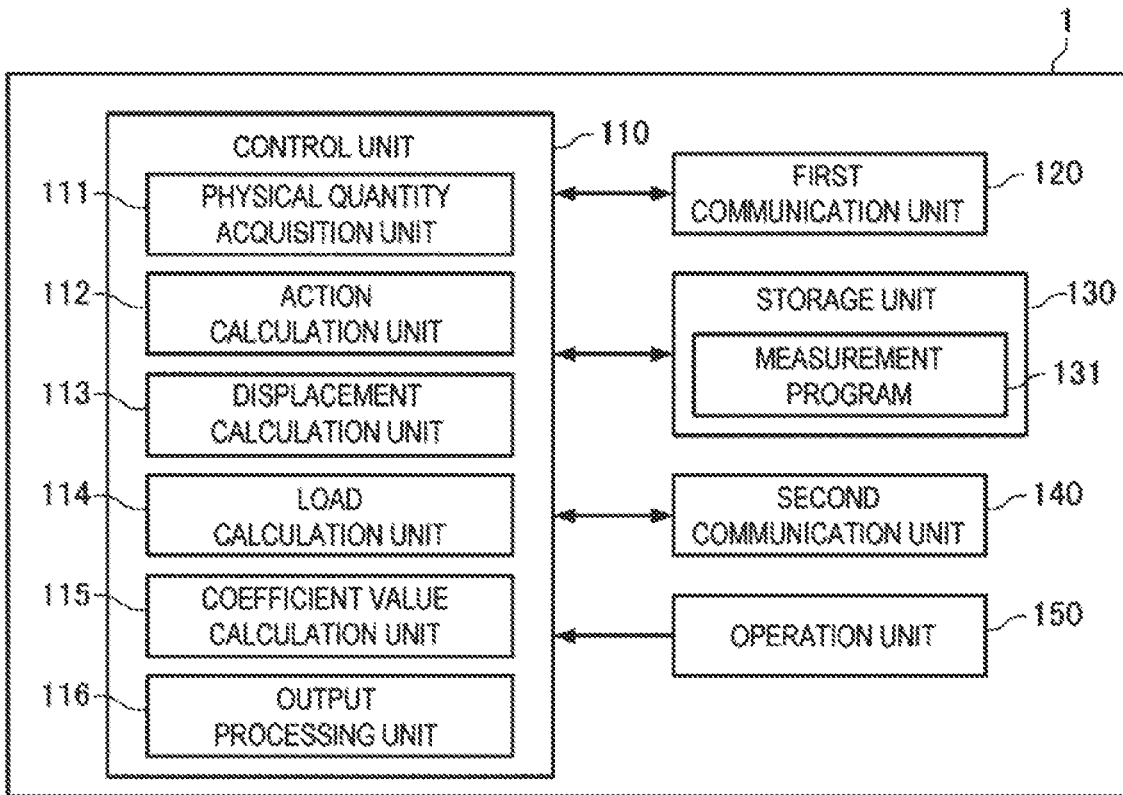 1
CONTROL UNIT
110
111
PHYSICAL QUANTITY
ACQUISITION UNIT
112
ACTION
CALCULATION UNIT
113
DISPLACEMENT
CALCULATION UNIT
114
LOAD
CALCULATION UNIT
115
COEFFICIENT VALUE
CALCULATION UNIT
116
OUTPUT
PROCESSING UNIT
FIRST
COMMUNICATION UNIT
120
STORAGE UNIT
130
MEASUREMENT
PROGRAM
131
SECOND
COMMUNICATION UNIT
140
OPERATION UNIT
150